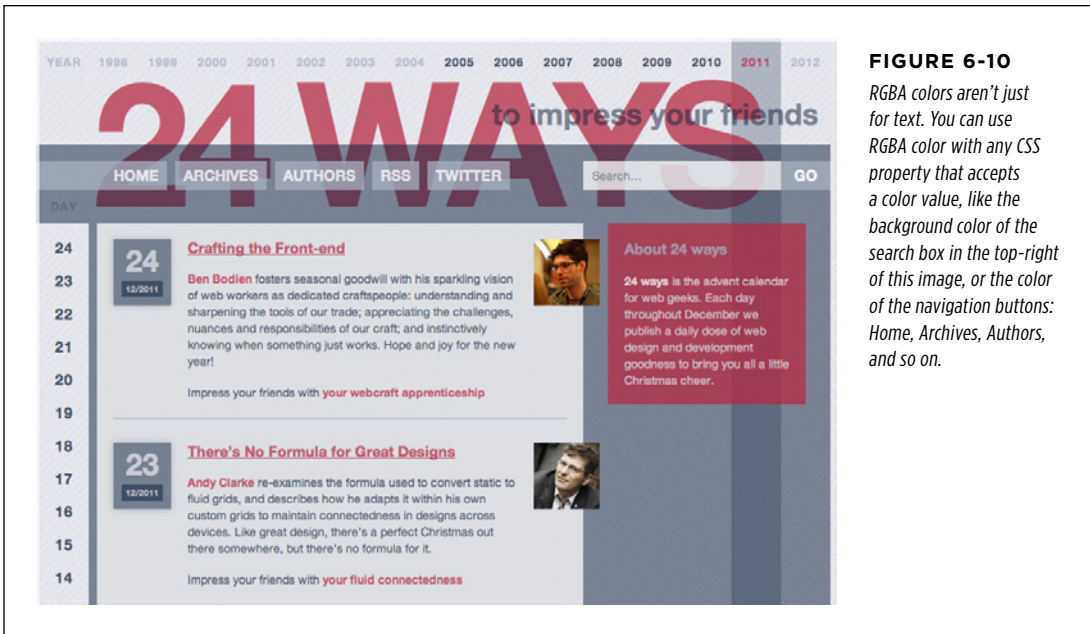 YEAR 1998 1999 2000 2001 2002 2003 2004 2005 2006 2007 2008 2009 2010 2011 2012
24 WAYS
to impress your friends
HOME ARCHIVES AUTHORS RSS TWITTER Search... GO
DAY
24
23
22
21
20
19
18
17
16
15
14
24
12/2011
Crafting the Front-end
Ben Bodien fosters seasonal goodwill with his sparkling vision
of web workers as dedicated craftspeople: understanding and
sharpening the tools of our trade; appreciating the challenges,
nuances and responsibilities of our craft; and instinctively
knowing when something just works. Hope and joy for the new
year!
Impress your friends with your webcraft apprenticeship
23
12/2011
There's No Formula for Great Designs
Andy Clarke re-examines the formula used to convert static to
fluid grids, and describes how he adapts it within his own
custom grids to maintain connectedness in designs across
devices. Like great design, there's a perfect Christmas out
there somewhere, but there's no formula for it.
Impress your friends with your fluid connectedness
About 24 ways
24 ways is the advent calendar
for web geeks. Each day
throughout December we
publish a daily dose of web
design and development
goodness to bring you all a little
Christmas cheer.
FIGURE 6-10
RGBA colors aren't just
for text. You can use
RGBA color with any CSS
property that accepts
a color value, like the
background color of the
search box in the top-right
of this image, or the color
of the navigation buttons:
Home, Archives, Authors,
and so on.